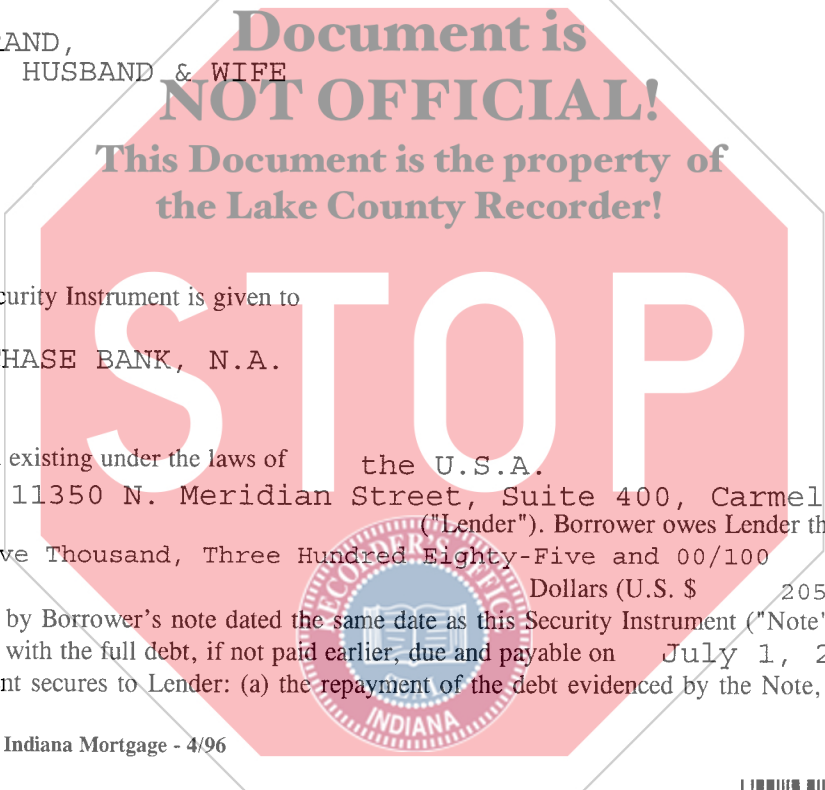 Document is
RAND,
HUSBAND & WIFE
NOT OFFICIAL!
This Document is the property of
the Lake County Recorder!
curity Instrument is given to
STOP
HASE BANK, N.A.
existing under the laws of the U.S.A.
11350 N. Meridian Street, Suite 400, Carmel
("Lender"). Borrower owes Lender th
ve Thousand, Three Hundred Eighty-Five and 00/100
Dollars (U.S. $ 205
by Borrower's note dated the same date as this Security Instrument ("Note"
with the full debt, if not paid earlier, due and payable on July 1, 2
nt secures to Lender: (a) the repayment of the debt evidenced by the Note,
RECORDER'S OFFICE
SEAL
INDIANA
Indiana Mortgage - 4/96